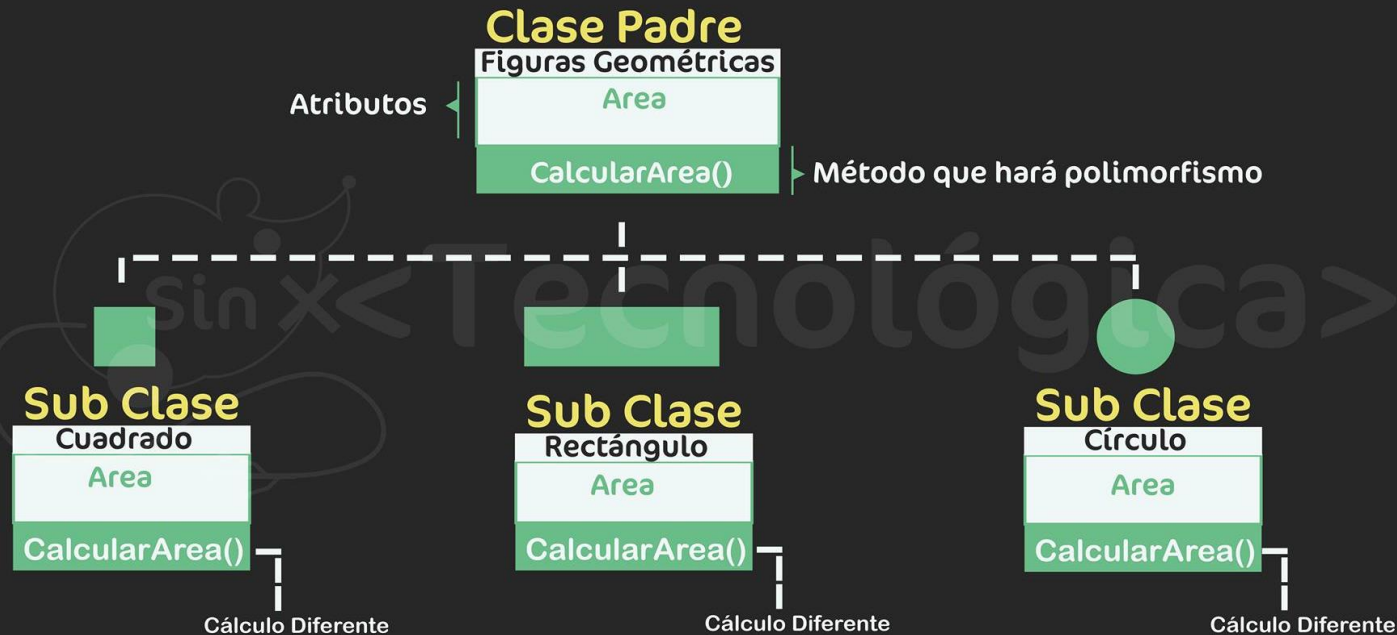 Clase Padre
Figuras Geométricas
Atributos
Area
CalcularArea()
Método que hará polimorfismo
Sin X<Tecnológica>
Sub Clase
Cuadrado
Area
CalcularArea()
Cálculo Diferente
Sub Clase
Rectángulo
Area
CalcularArea()
Cálculo Diferente
Sub Clase
Círculo
Area
CalcularArea()
Cálculo Diferente